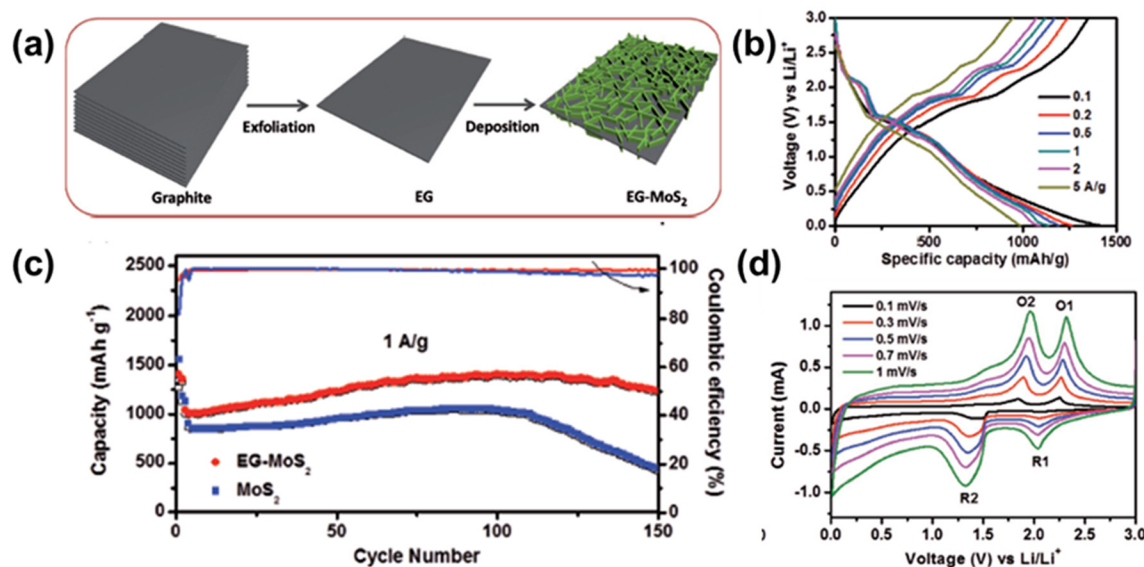 (a)
Exfoliation
Deposition
Graphite
EG
EG-MoS2
(b)
Voltage (V) vs Li/Li+
3.0
2.5
2.0
1.5
1.0
0.5
0.0
0.1
0.2
0.5
1
2
5 A/g
0 500 1000 1500
Specific capacity (mAh/g)
(c)
Capacity (mAh g-1)
2500
2000
1500
1000
500
0
1 A/g
EG-MoS2
MoS2
100
80
60
40
20
0
Coulombic efficiency (%)
0 50 100 150
Cycle Number
(d)
Current (mA)
1.0
0.5
0.0
-0.5
-1.0
0.1 mV/s
0.3 mV/s
0.5 mV/s
0.7 mV/s
1 mV/s
O2 O1
R1
R2
0.0 0.5 1.0 1.5 2.0 2.5 3.0
Voltage (V) vs Li/Li+